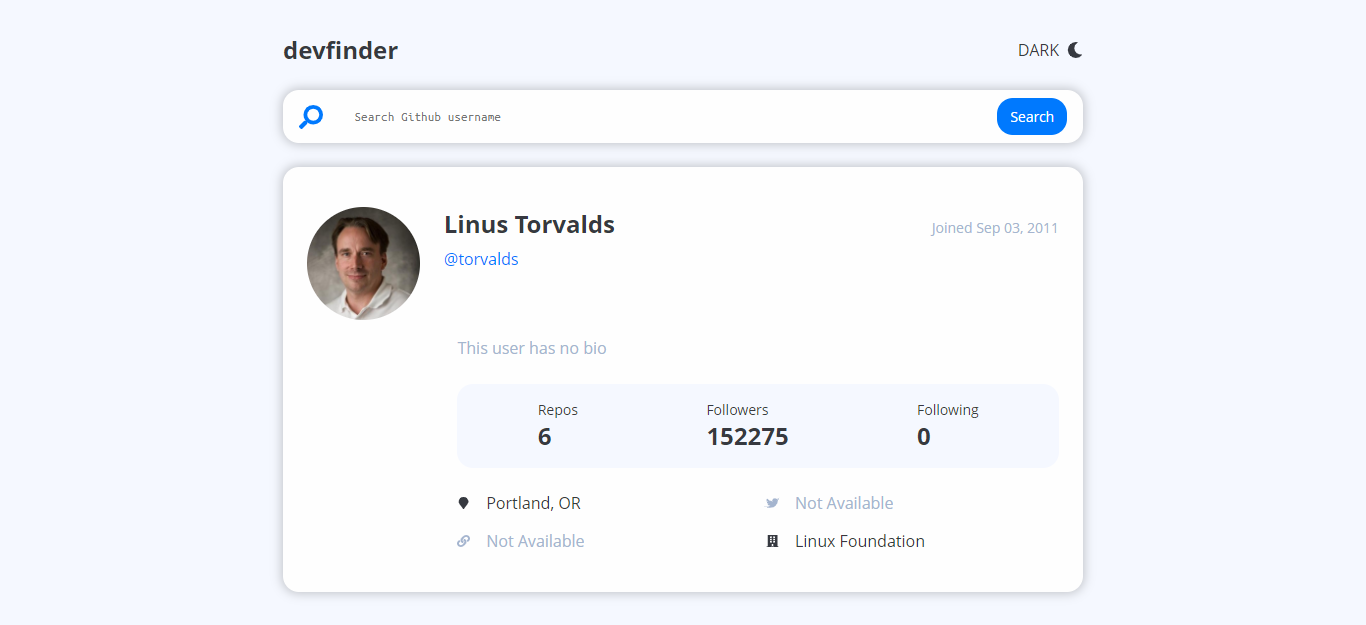 devfinder
DARK
Search Github username
Search
Linus Torvalds
Joined Sep 03, 2011
@torvalds
This user has no bio
Repos Followers Following
6 152275 0
Portland, OR Not Available
Not Available Linux Foundation